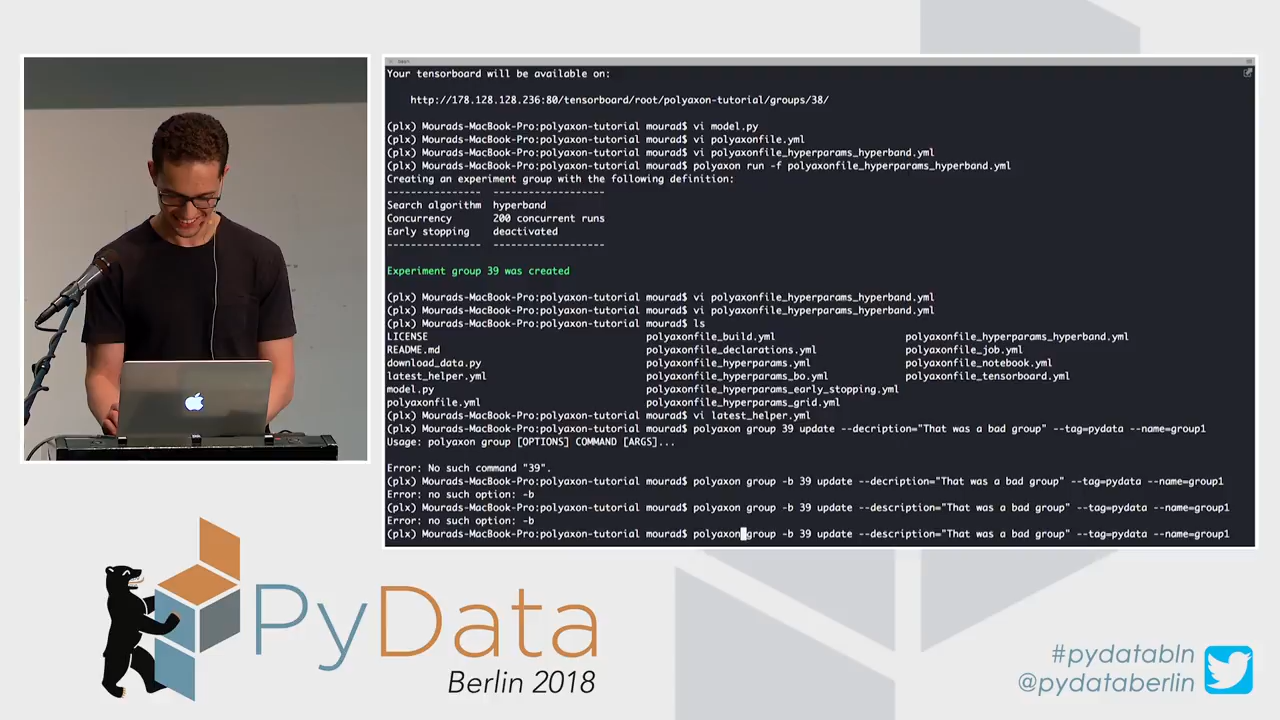 Your tensorboard will be available on:
http://178.128.128.236:80/tensorboard/root/polyaxon-tutorial/groups/38/
(plx) Mourads-MacBook-Pro:polyaxon-tutorial mourad$ vi model.py
(plx) Mourads-MacBook-Pro:polyaxon-tutorial mourad$ vi polyaxonfile.yml
(plx) Mourads-MacBook-Pro:polyaxon-tutorial mourad$ vi polyaxonfile_hyperparams_hyperband.yml
(plx) Mourads-MacBook-Pro:polyaxon-tutorial mourad$ polyaxon run -f polyaxonfile_hyperparams_hyperband.yml
Creating an experiment group with the following definition:
---------------- -------------------
Search algorithm hyperband
Concurrency 200 concurrent runs
Early stopping deactivated
---------------- -------------------
Experiment group 39 was created
(plx) Mourads-MacBook-Pro:polyaxon-tutorial mourad$ vi polyaxonfile_hyperparams_hyperband.yml
(plx) Mourads-MacBook-Pro:polyaxon-tutorial mourad$ vi polyaxonfile_hyperparams_hyperband.yml
(plx) Mourads-MacBook-Pro:polyaxon-tutorial mourad$ ls
LICENSE polyaxonfile_build.yml polyaxonfile_hyperparams_hyperband.yml
README.md polyaxonfile_declarations.yml polyaxonfile_job.yml
download_data.py polyaxonfile_hyperparams.yml polyaxonfile_notebook.yml
latest_helper.yml polyaxonfile_hyperparams_bo.yml polyaxonfile_tensorboard.yml
model.py polyaxonfile_hyperparams_early_stopping.yml
polyaxonfile.yml polyaxonfile_hyperparams_grid.yml
(plx) Mourads-MacBook-Pro:polyaxon-tutorial mourad$ vi latest_helper.yml
(plx) Mourads-MacBook-Pro:polyaxon-tutorial mourad$ polyaxon group 39 update --decription="That was a bad group" --tag=pydata --name=group1
Usage: polyaxon group [OPTIONS] COMMAND [ARGS]...
Error: No such command "39".
(plx) Mourads-MacBook-Pro:polyaxon-tutorial mourad$ polyaxon group -b 39 update --decription="That was a bad group" --tag=pydata --name=group1
Error: no such option: -b
(plx) Mourads-MacBook-Pro:polyaxon-tutorial mourad$ polyaxon group -b 39 update --description="That was a bad group" --tag=pydata --name=group1
Error: no such option: -b
(plx) Mourads-MacBook-Pro:polyaxon-tutorial mourad$ polyaxon group -b 39 update --description="That was a bad group" --tag=pydata --name=group1
PyData
Berlin 2018
#pydatabln
@pydataberlin